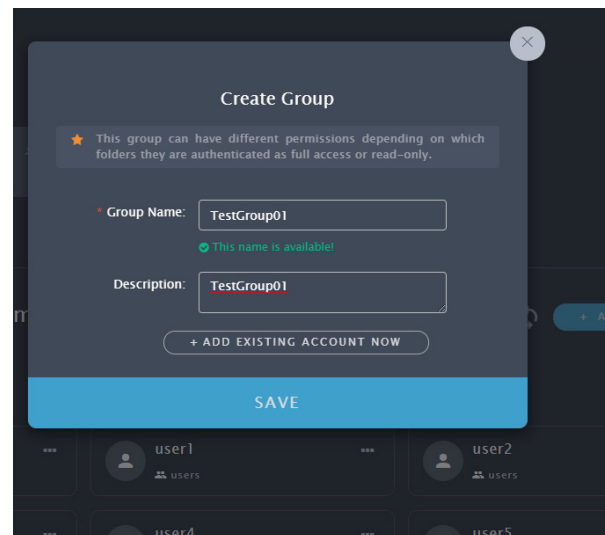 Create Group
This group can have different permissions depending on which
folders they are authenticated as full access or read-only.
* Group Name: TestGroup01
This name is available!
Description: TestGroup01
+ ADD EXISTING ACCOUNT NOW
+ A
SAVE
user1
users
user2
users
user4
user5